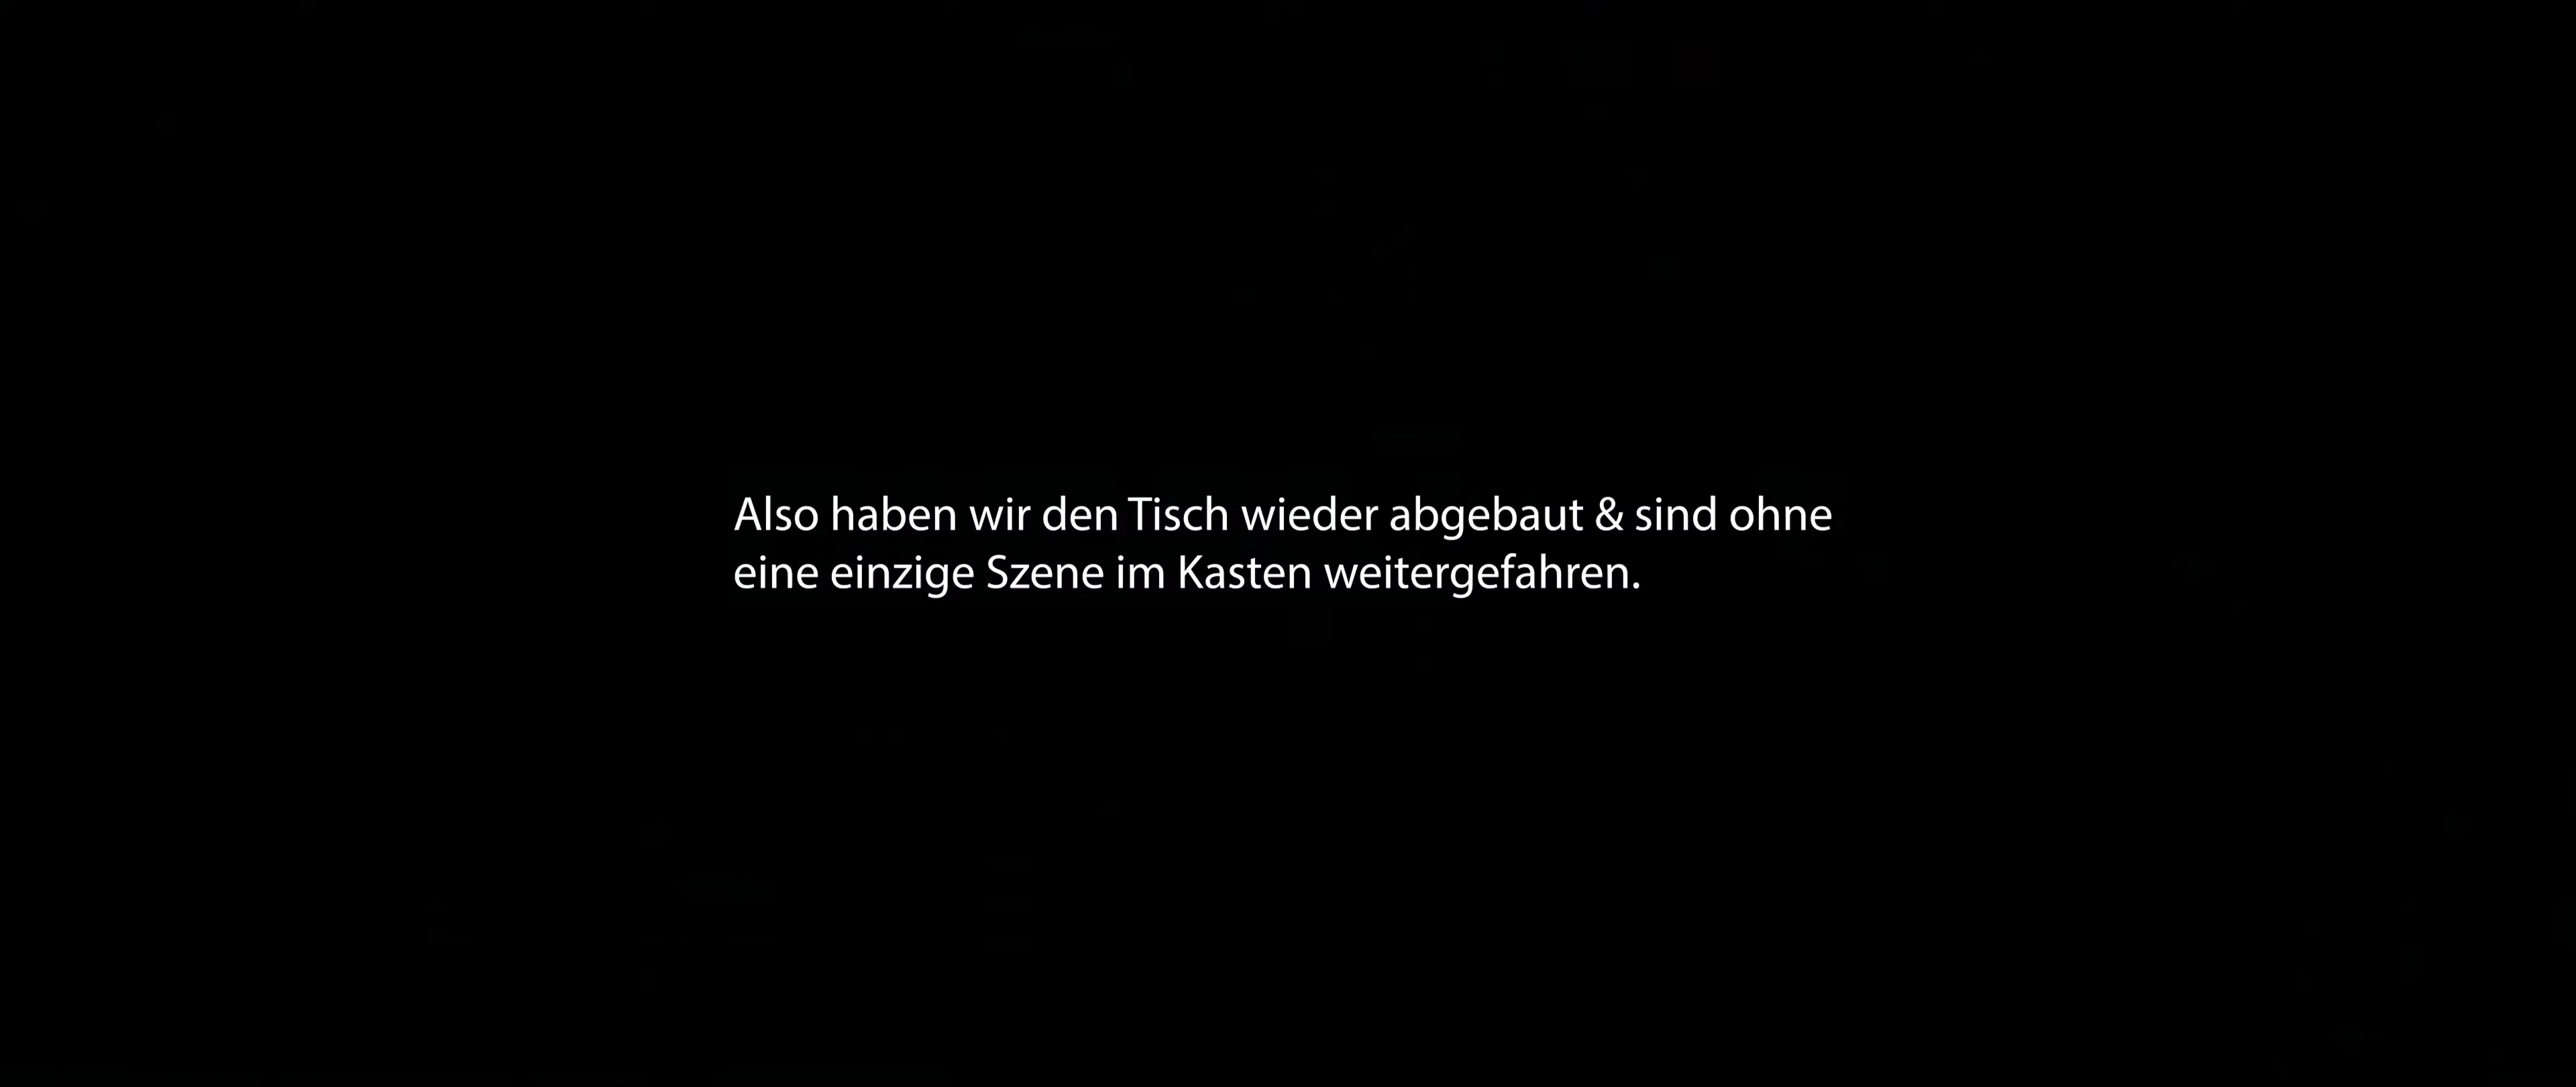 Also haben wir den Tisch wieder abgebaut & sind ohne
eine einzige Szene im Kasten weitergefahren.